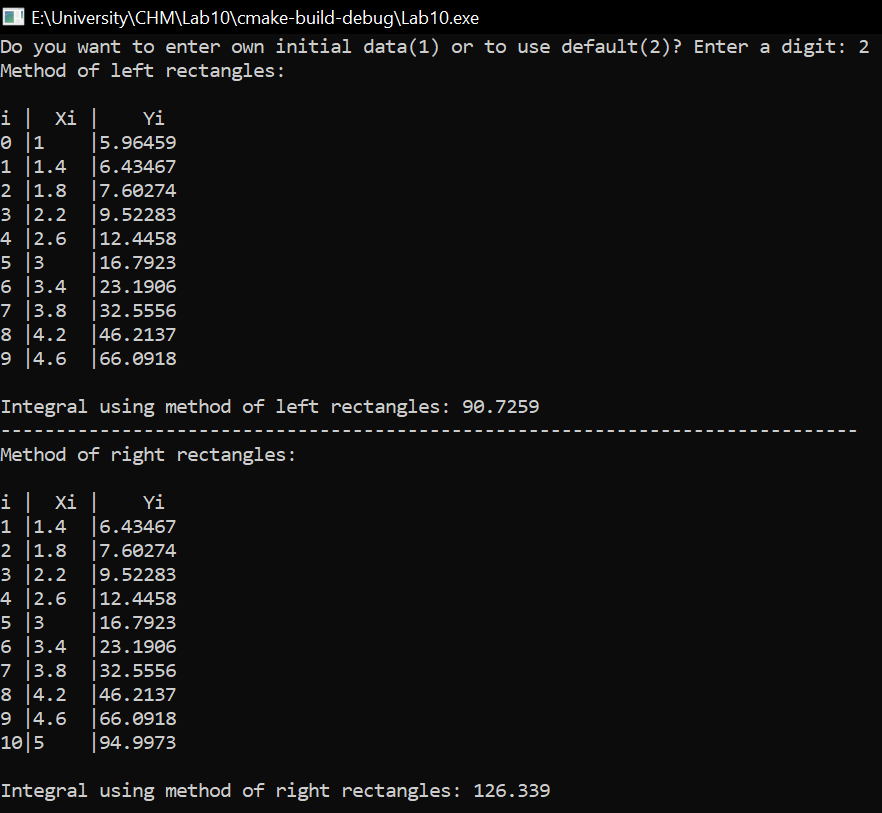 E:\University\CHM\Lab10\cmake-build-debug\Lab10.exe
Do you want to enter own initial data(1) or to use default(2)? Enter a digit: 2
Method of left rectangles:
i |  Xi |    Yi
0 |1    |5.96459
1 |1.4  |6.43467
2 |1.8  |7.60274
3 |2.2  |9.52283
4 |2.6  |12.4458
5 |3    |16.7923
6 |3.4  |23.1906
7 |3.8  |32.5556
8 |4.2  |46.2137
9 |4.6  |66.0918
Integral using method of left rectangles: 90.7259
------------------------------------------------------------------------------
Method of right rectangles:
i |  Xi |    Yi
1 |1.4  |6.43467
2 |1.8  |7.60274
3 |2.2  |9.52283
4 |2.6  |12.4458
5 |3    |16.7923
6 |3.4  |23.1906
7 |3.8  |32.5556
8 |4.2  |46.2137
9 |4.6  |66.0918
10|5    |94.9973
Integral using method of right rectangles: 126.339